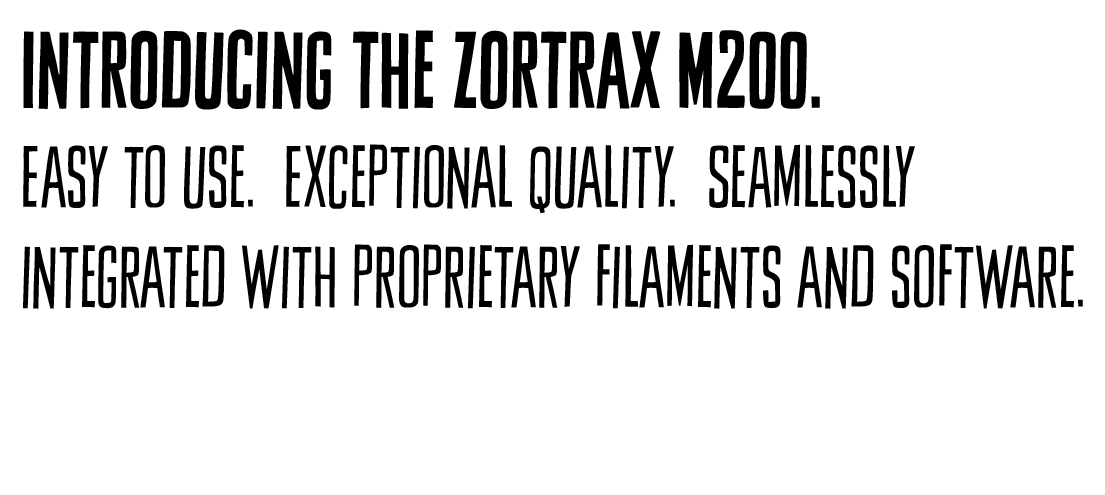 INTRODUCING THE ZORTRAX M200.
EASY TO USE.  EXCEPTIONAL QUALITY.  SEAMLESSLY
INTEGRATED WITH PROPRIETARY FILAMENTS AND SOFTWARE.